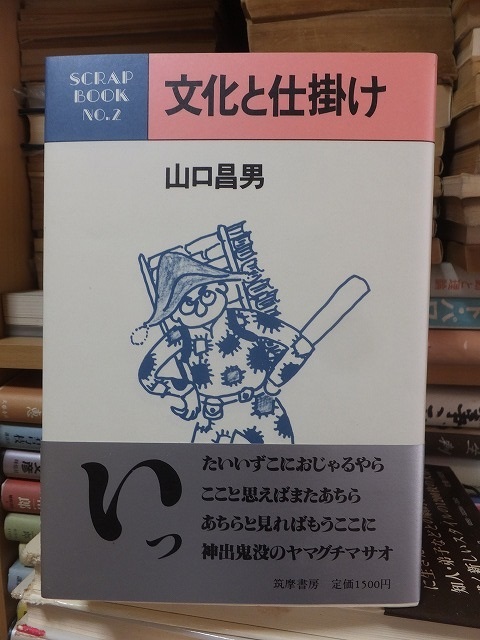 SCRAP
BOOK
NO.2
文化と仕掛け
山口昌男
いっ
たいいずこにおじゃるやら
ここと思えばまたあちら
あちらと見ればもうここに
神出鬼没のヤマグチマサオ
筑摩書房 定価1500円